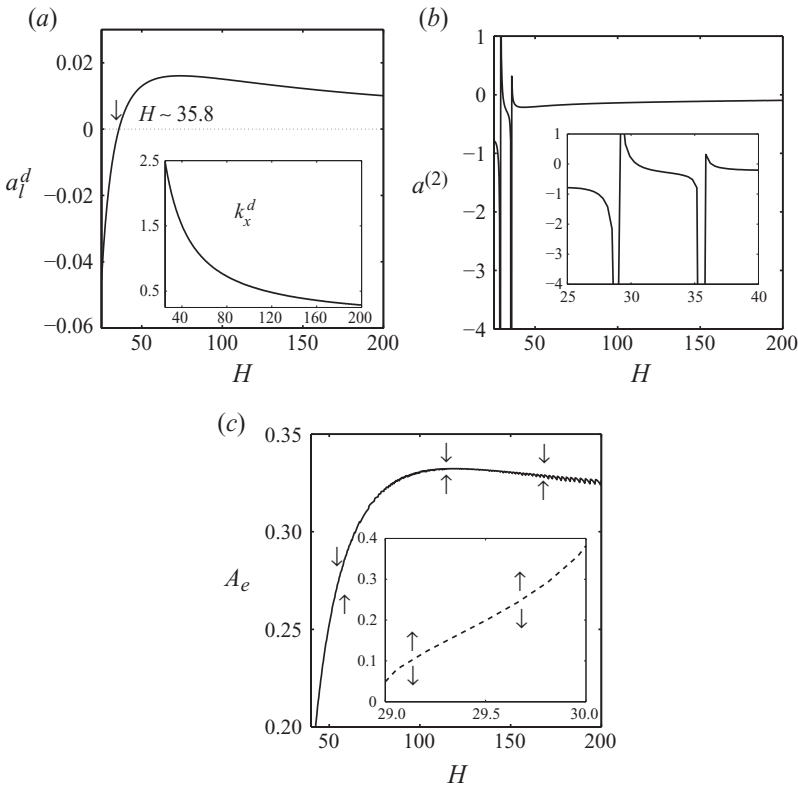 (a)
(b)
0.02
0
−0.02
−0.04
−0.06
a_l^d
H ~ 35.8
2.5
1.5
0.5
k_x^d
40 80 120 160 200
50 100 150 200
H
1
0
−1
−2
−3
−4
a^(2)
1
0
−1
−2
−3
−4
25 30 35 40
50 100 150 200
H
(c)
0.35
0.30
0.25
0.20
A_e
0.4
0.3
0.2
0.1
0
29.0 29.5 30.0
50 100 150 200
H